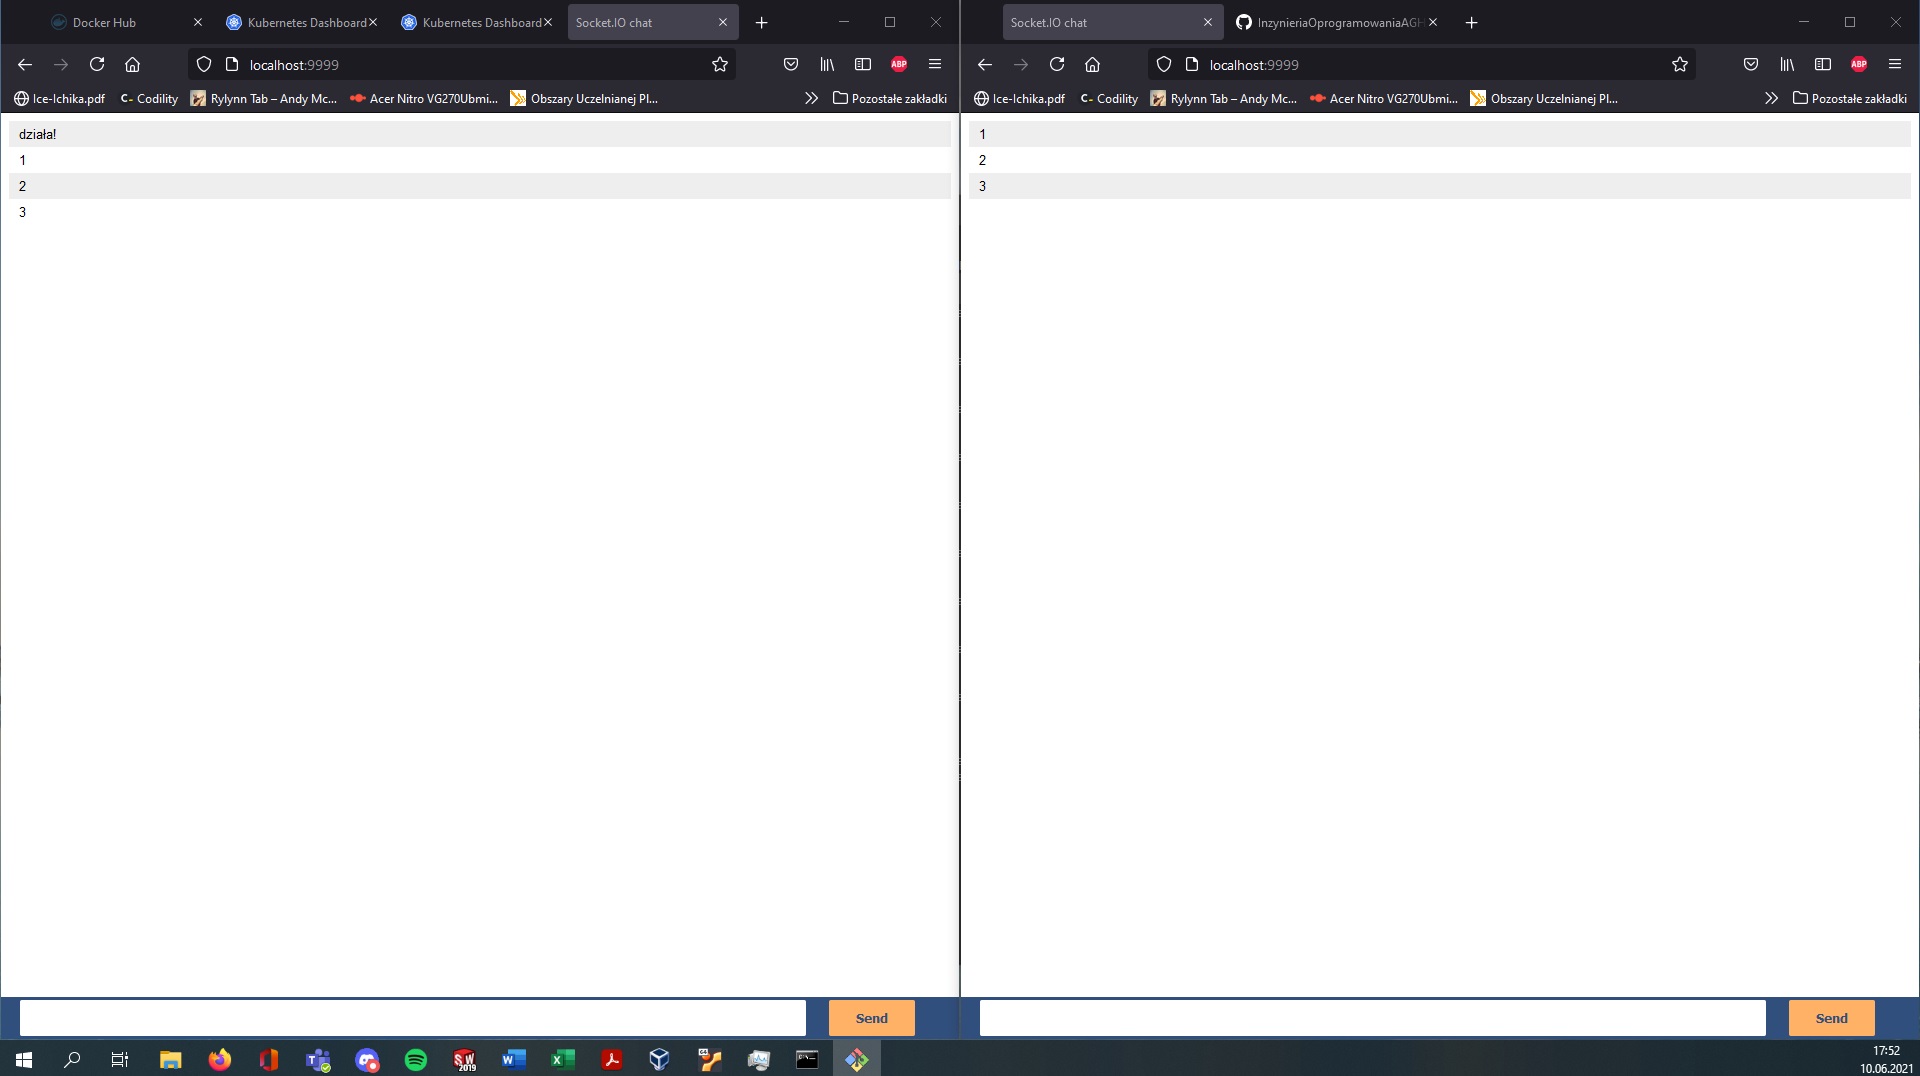 Docker Hub
Kubernetes Dashboard
Kubernetes Dashboard
Socket.IO chat
localhost:9999
Ice-Ichika.pdf
C- Codility
Rylynn Tab – Andy Mc...
Acer Nitro VG270Ubmi...
Obszary Uczelnianej Pl...
Pozostałe zakładki
ABP
działa!
1
2
3
Send
Socket.IO chat
InzynieriaOprogramowaniaAGH
localhost:9999
ABP
Ice-Ichika.pdf
C- Codility
Rylynn Tab – Andy Mc...
Acer Nitro VG270Ubmi...
Obszary Uczelnianej Pl...
Pozostałe zakładki
1
2
3
Send
SW
2019
17:52
10.06.2021